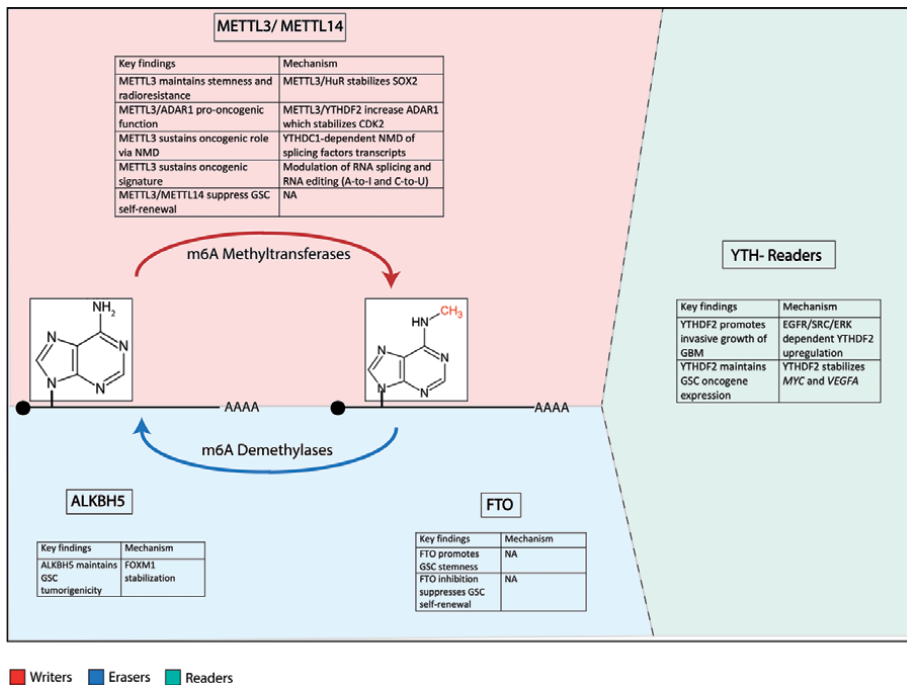 METTL3/ METTL14
Key findings Mechanism
METTL3 maintains stemness and METTL3/HuR stabilizes SOX2
radioresistance
METTL3/ADAR1 pro-oncogenic METTL3/YTHDF2 increase ADAR1
function which stabilizes CDK2
METTL3 sustains oncogenic role YTHDC1-dependent NMD of
via NMD splicing factors transcripts
METTL3 sustains oncogenic Modulation of RNA splicing and
signature RNA editing (A-to-I and C-to-U)
METTL3/METTL14 suppress GSC NA
self-renewal
m6A Methyltransferases
NH2
N
N
N
N
AAAA
HN CH3
N
N
N
N
AAAA
m6A Demethylases
YTH- Readers
Key findings Mechanism
YTHDF2 promotes EGFR/SRC/ERK
invasive growth of dependent YTHDF2
GBM upregulation
YTHDF2 maintains YTHDF2 stabilizes
GSC oncogene MYC and VEGFA
expression
ALKBH5
Key findings Mechanism
ALKBH5 maintains FOXM1
GSC stabilization
tumorigenicity
FTO
Key findings Mechanism
FTO promotes NA
GSC stemness
FTO inhibition NA
suppresses GSC
self-renewal
Writers Erasers Readers